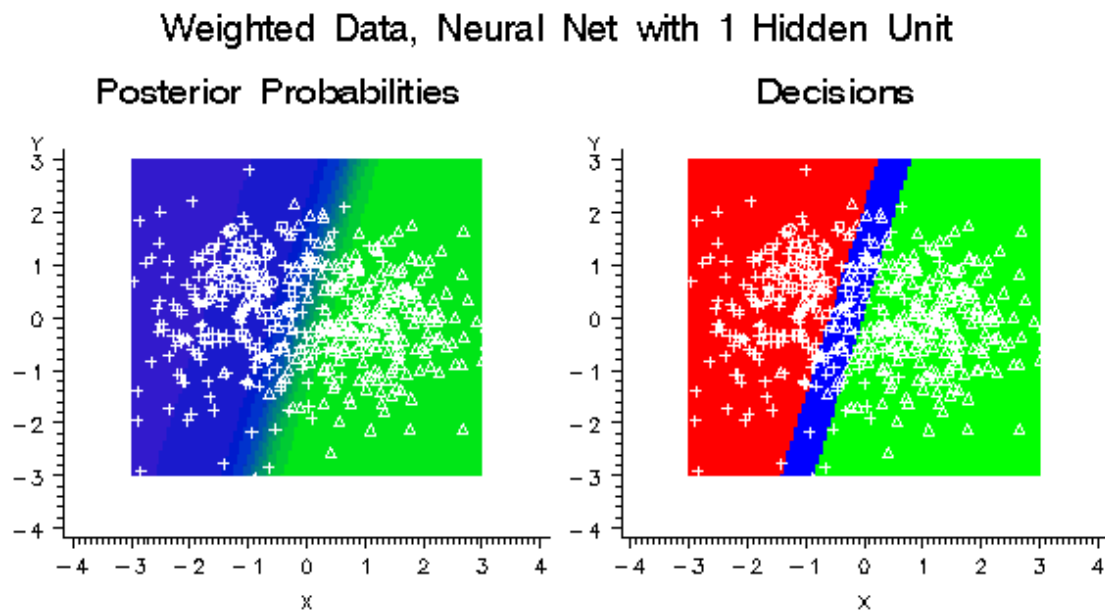 Weighted Data, Neural Net with 1 Hidden Unit
Posterior Probabilities
Decisions
Y
3
2
1
0
-1
-2
-3
-4
-4 -3 -2 -1 0 1 2 3 4
X
Y
3
2
1
0
-1
-2
-3
-4
-4 -3 -2 -1 0 1 2 3 4
X